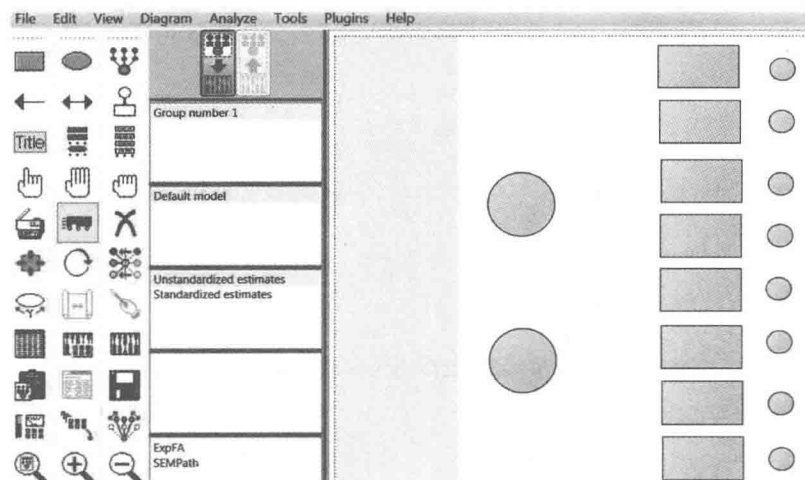 File Edit View Diagram Analyze Tools Plugins Help
Title
Group number 1
Default model
Unstandardized estimates
Standardized estimates
ExpFA
SEMPath